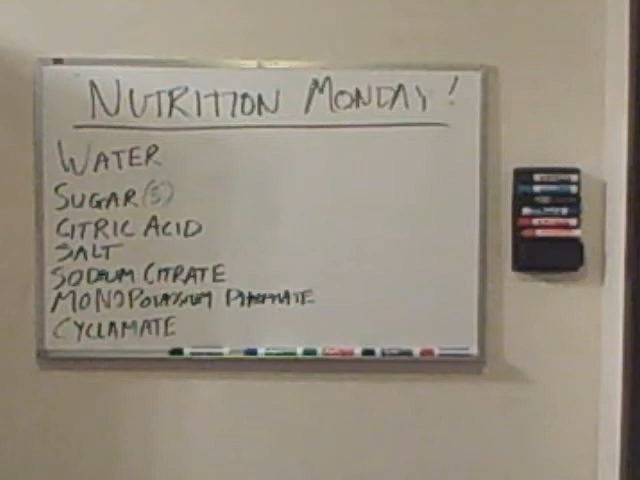 NUTRITION MONDAY!
WATER
SUGAR(S)
CITRIC ACID
SALT
SODIUM CITRATE
MONOPOTASSIUM PHOSPHATE
CYCLAMATE